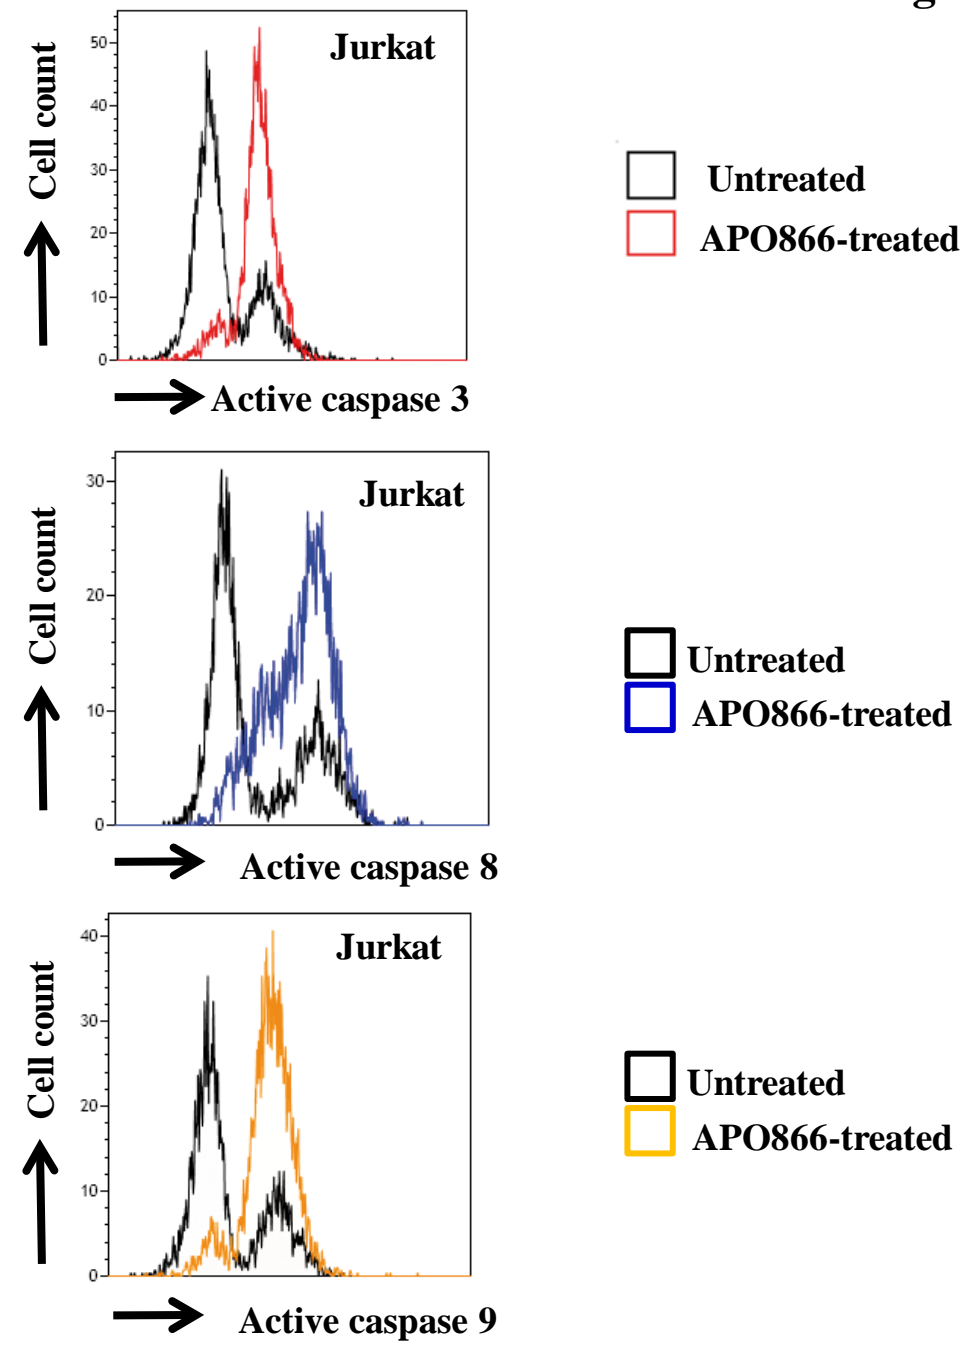 g
Jurkat
Cell count
50
40
30
20
10
0
Active caspase 3
Untreated
APO866-treated
Jurkat
Cell count
30
20
10
0
Active caspase 8
Untreated
APO866-treated
Jurkat
Cell count
40
30
20
10
0
Active caspase 9
Untreated
APO866-treated